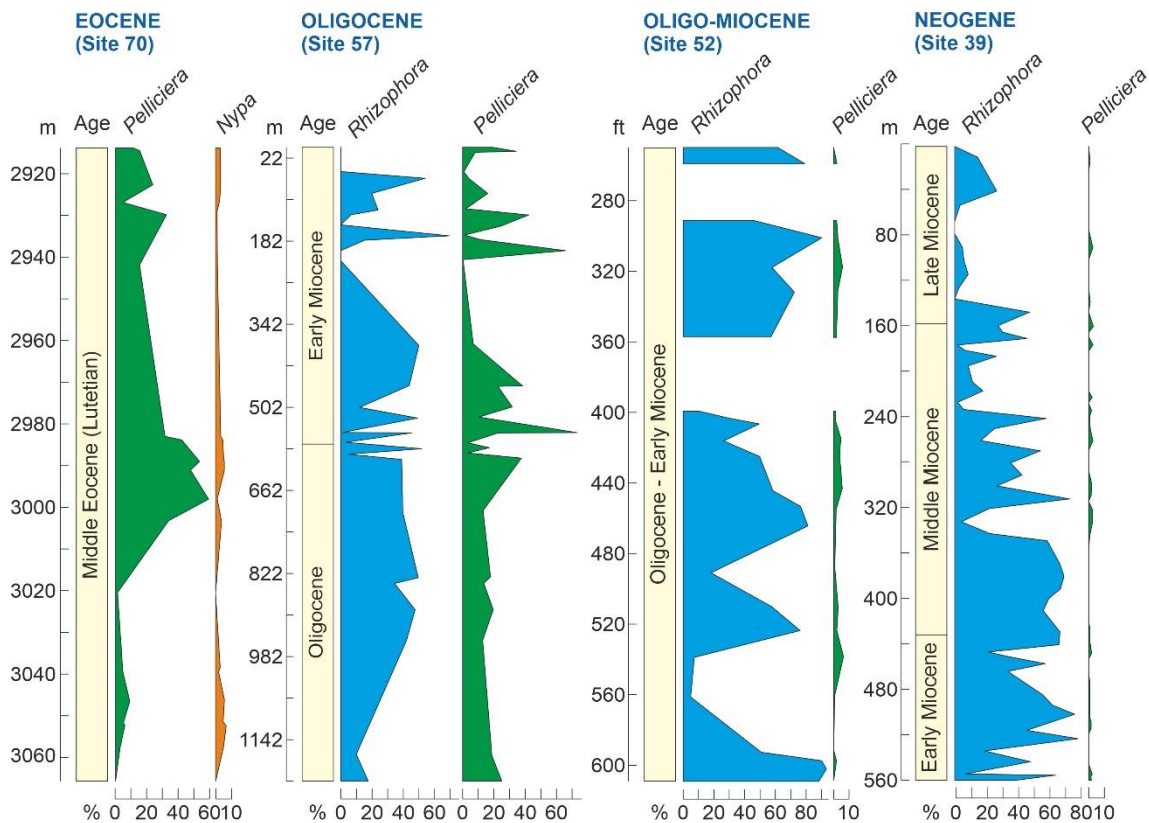 EOCENE
(Site 70)
m
Age
Pelliciera
Nypa
2920
2940
2960
2980
3000
3020
3040
3060
Middle Eocene (Lutetian)
% 0 20 40 60 0 10
OLIGOCENE
(Site 57)
m
Age
Rhizophora
Pelliciera
22
182
342
502
662
822
982
1142
Early Miocene
Oligocene
% 0 20 40 60 0 20 40 60
OLIGO-MIOCENE
(Site 52)
ft
Age
Rhizophora
Pelliciera
280
320
360
400
440
480
520
560
600
Oligocene - Early Miocene
% 0 20 40 60 80 0 10
NEOGENE
(Site 39)
m
Age
Rhizophora
Pelliciera
80
160
240
320
400
480
560
Late Miocene
Middle Miocene
Early Miocene
% 0 20 40 60 80 10